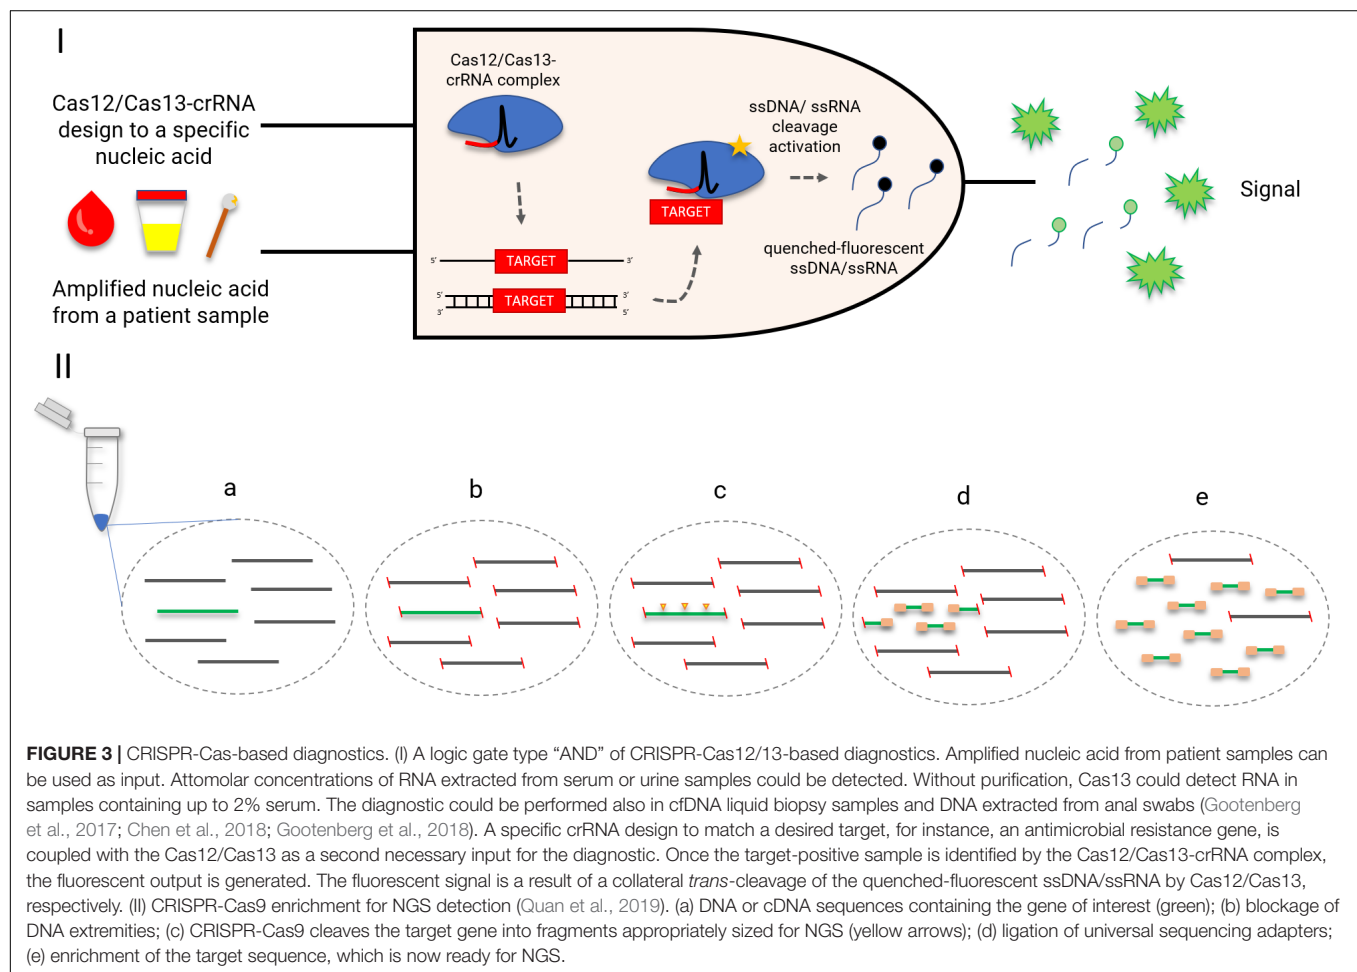 I
Cas12/Cas13-crRNA
design to a specific
nucleic acid
Amplified nucleic acid
from a patient sample
Cas12/Cas13-
crRNA complex
5’ TARGET 3’
5’ TARGET 3’
3’ 5’
TARGET
ssDNA/ ssRNA
cleavage
activation
quenched-fluorescent
ssDNA/ssRNA
Signal
II
a
b
c
d
e
FIGURE 3 | CRISPR-Cas-based diagnostics. (I) A logic gate type “AND” of CRISPR-Cas12/13-based diagnostics. Amplified nucleic acid from patient samples can
be used as input. Attomolar concentrations of RNA extracted from serum or urine samples could be detected. Without purification, Cas13 could detect RNA in
samples containing up to 2% serum. The diagnostic could be performed also in cfDNA liquid biopsy samples and DNA extracted from anal swabs (Gootenberg
et al., 2017; Chen et al., 2018; Gootenberg et al., 2018). A specific crRNA design to match a desired target, for instance, an antimicrobial resistance gene, is
coupled with the Cas12/Cas13 as a second necessary input for the diagnostic. Once the target-positive sample is identified by the Cas12/Cas13-crRNA complex,
the fluorescent output is generated. The fluorescent signal is a result of a collateral trans-cleavage of the quenched-fluorescent ssDNA/ssRNA by Cas12/Cas13,
respectively. (II) CRISPR-Cas9 enrichment for NGS detection (Quan et al., 2019). (a) DNA or cDNA sequences containing the gene of interest (green); (b) blockage of
DNA extremities; (c) CRISPR-Cas9 cleaves the target gene into fragments appropriately sized for NGS (yellow arrows); (d) ligation of universal sequencing adapters;
(e) enrichment of the target sequence, which is now ready for NGS.